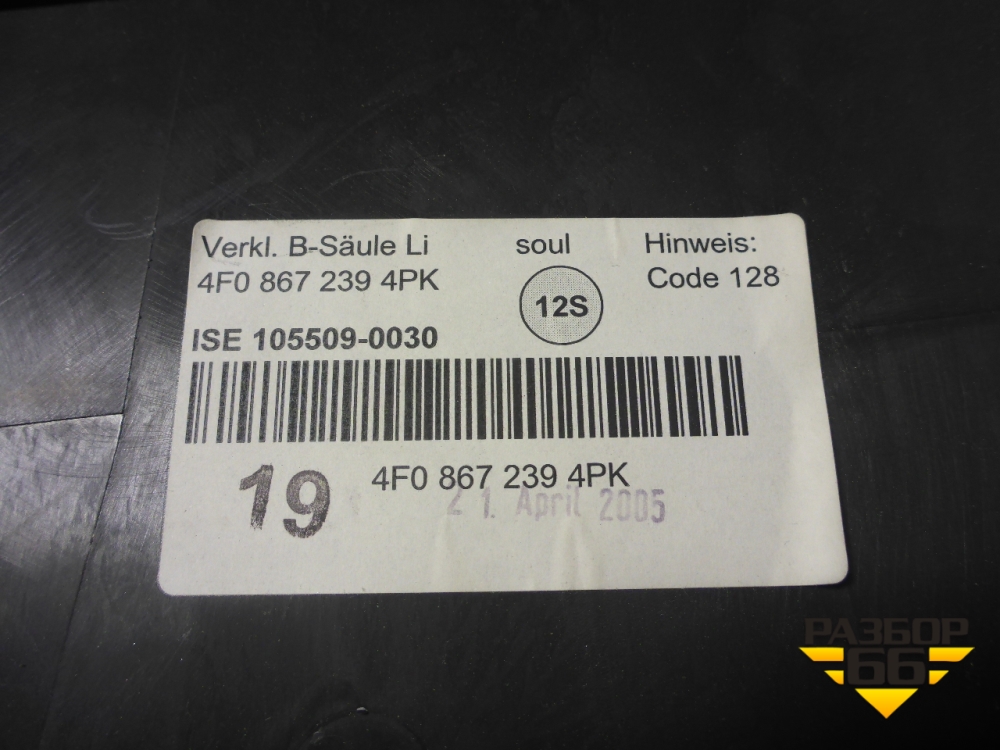 Verkl. B-Säule Li soul Hinweis:
4F0 867 239 4PK 12S Code 128
ISE 105509-0030
4F0 867 239 4PK
19
21. April 2005
РАЗБОР
66